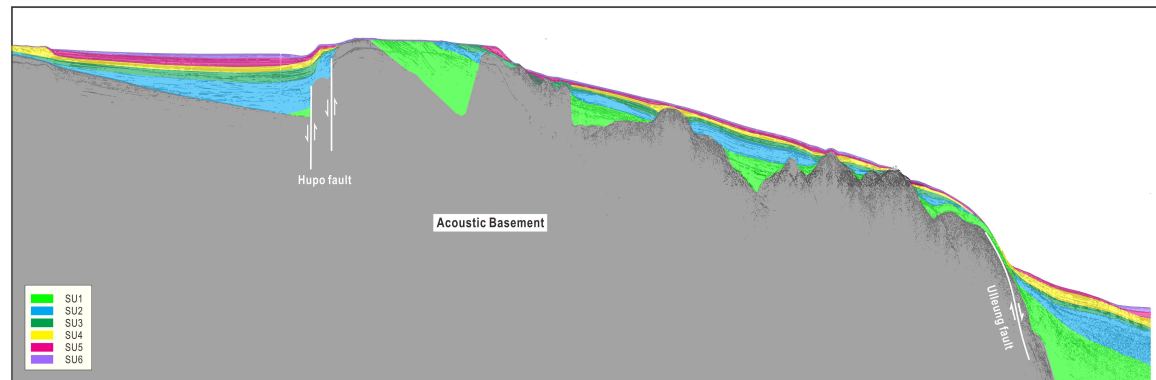 Hupo fault
Acoustic Basement
Ulleung fault
SU1
SU2
SU3
SU4
SU5
SU6